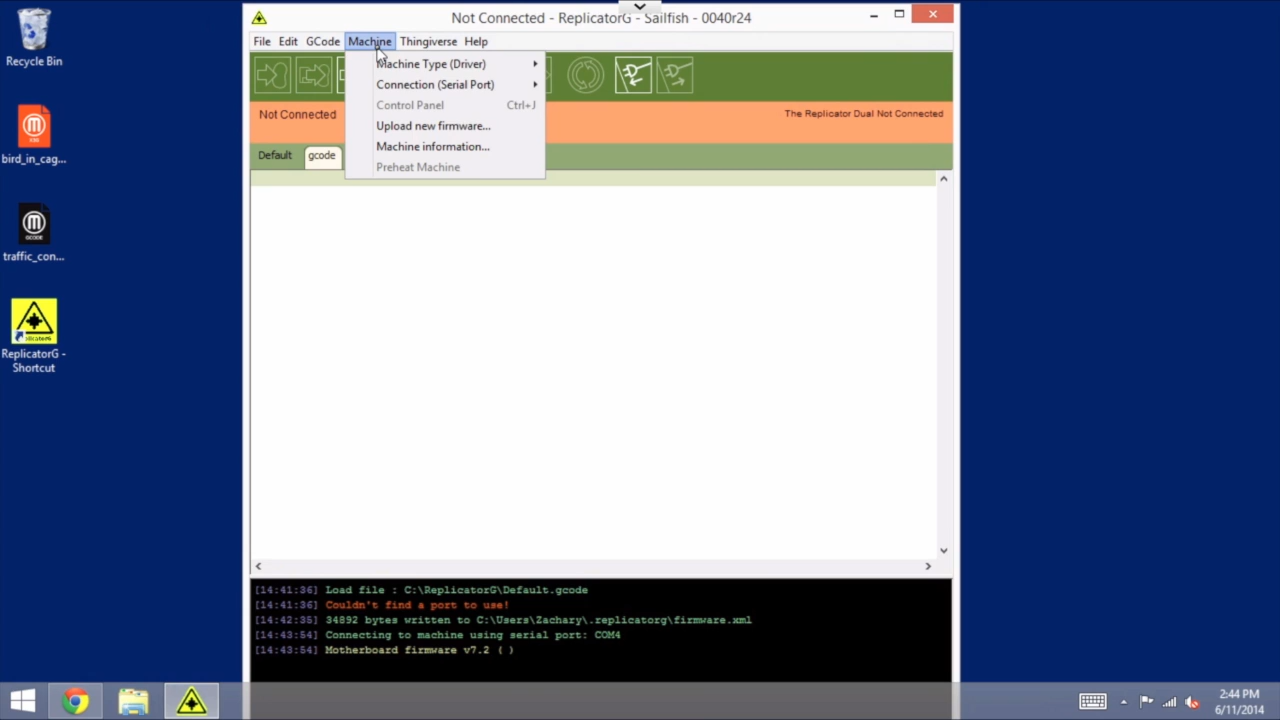 Recycle Bin
bird_in_cag...
GCODE
traffic_con...
ReplicatorG -
Shortcut
Not Connected - ReplicatorG - Sailfish - 0040r24
File Edit GCode Machine Thingiverse Help
Machine Type (Driver)
Connection (Serial Port)
Control Panel Ctrl+J
Upload new firmware...
Machine information...
Preheat Machine
Not Connected
The Replicator Dual Not Connected
Default gcode
[14:41:36] Load file : C:\ReplicatorG\Default.gcode
[14:41:36] Couldn't find a port to use!
[14:42:35] 34892 bytes written to C:\Users\Zachary\.replicatorg\firmware.xml
[14:43:54] Connecting to machine using serial port: COM4
[14:43:54] Motherboard firmware v7.2 ( )
2:44 PM
6/11/2014